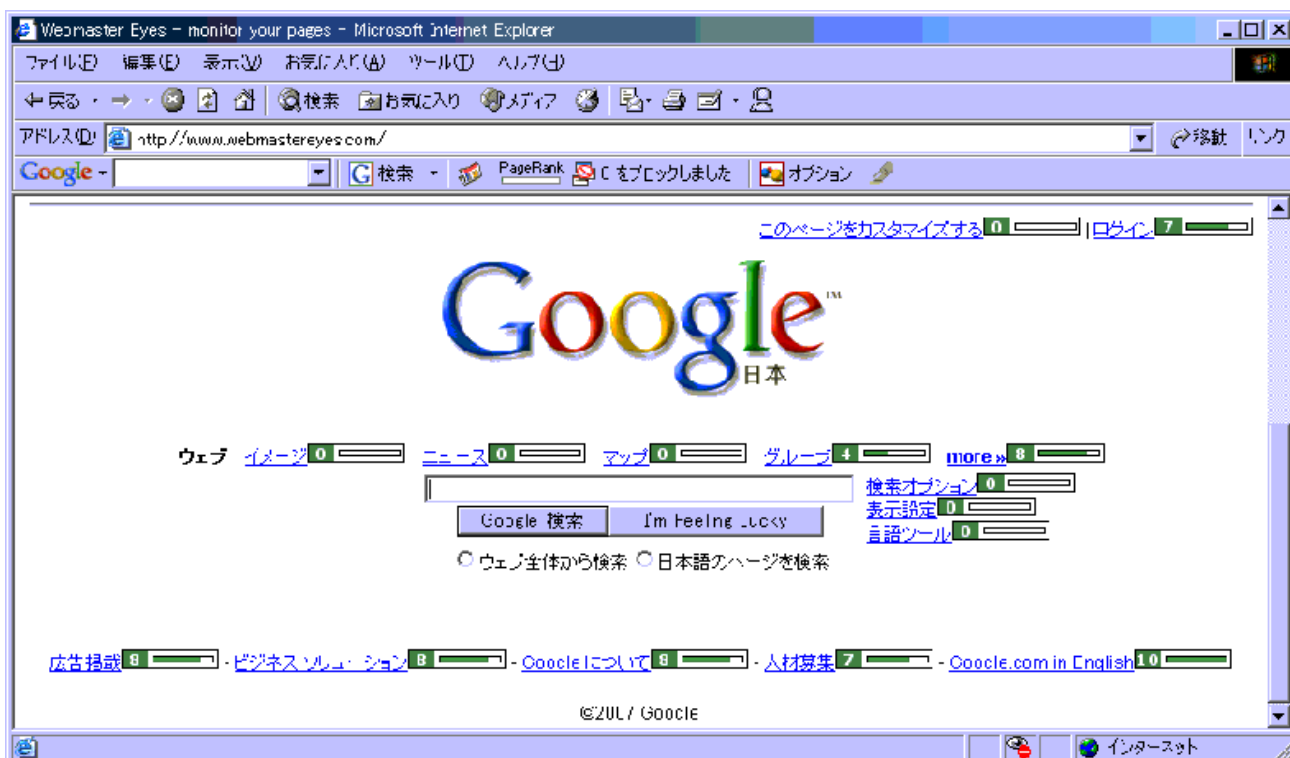 Webmaster Eyes - monitor your pages - Microsoft Internet Explorer
ファイル(F) 編集(E) 表示(V) お気に入り(A) ツール(T) ヘルプ(H)
戻る 検索 お気に入り メディア
アドレス(D) http://www.webmastereyes.com/ 移動 リンク
Google 検索 PageRank をブロックしました オプション
このページをカスタマイズする 0 | ログイン 7
Google™
日本
ウェブ イメージ 0 ニュース 0 マップ 0 グループ 4 more » 8
検索オプション 0
Google 検索 I'm Feeling Lucky 表示設定 0
言語ツール 0
ウェブ全体から検索 日本語のページを検索
広告掲載 8 - ビジネス ソリューション 8 - Google について 8 - 人材募集 7 - Google.com in English 10
©2007 Google
インターネット